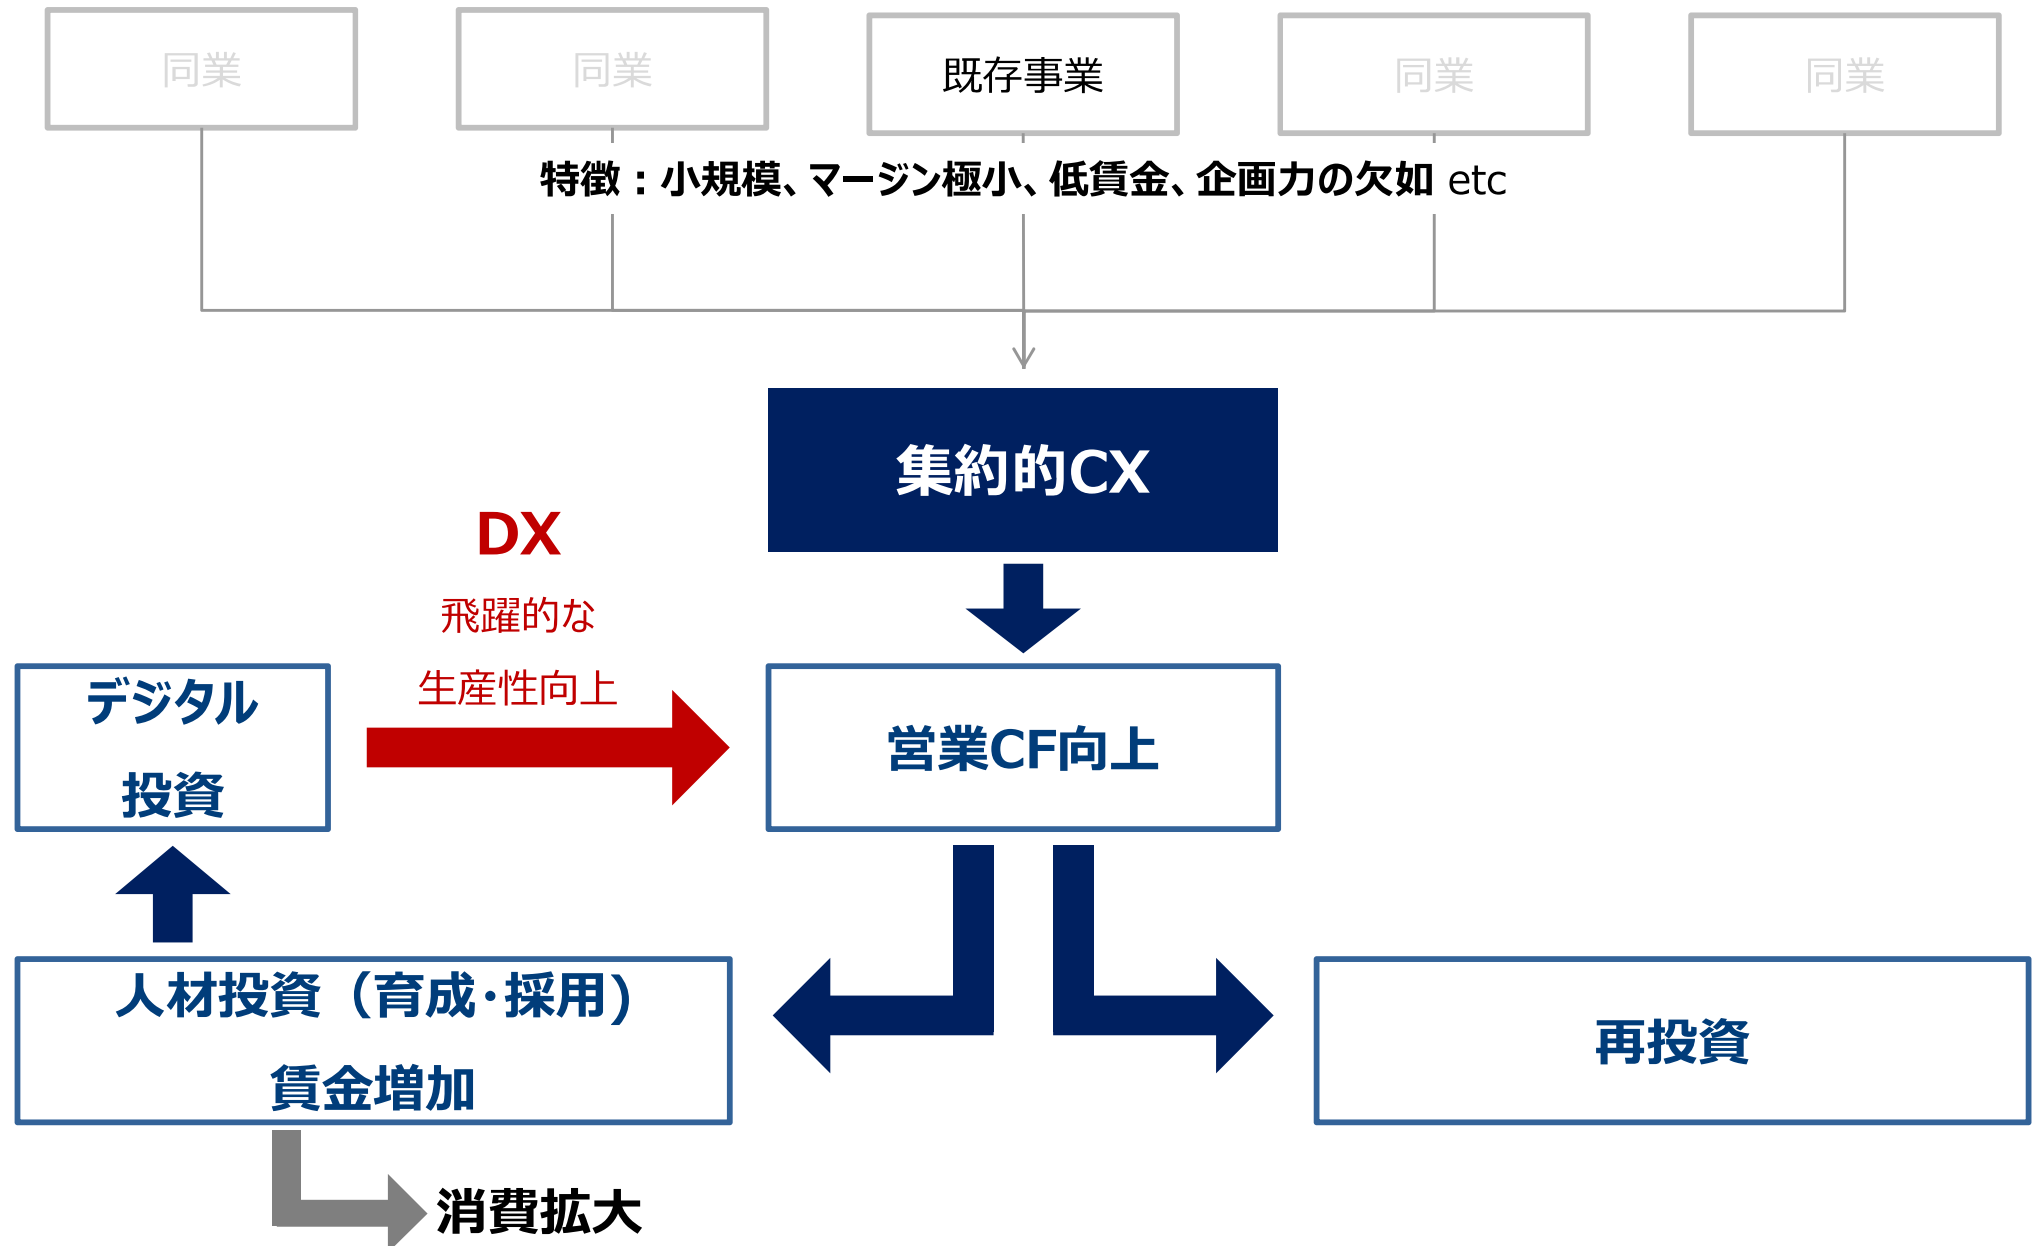 同業
同業
既存事業
同業
同業
特徴：小規模、マージン極小、低賃金、企画力の欠如 etc
集約的CX
DX
飛躍的な
生産性向上
デジタル
投資
営業CF向上
人材投資（育成・採用）
賃金増加
再投資
消費拡大